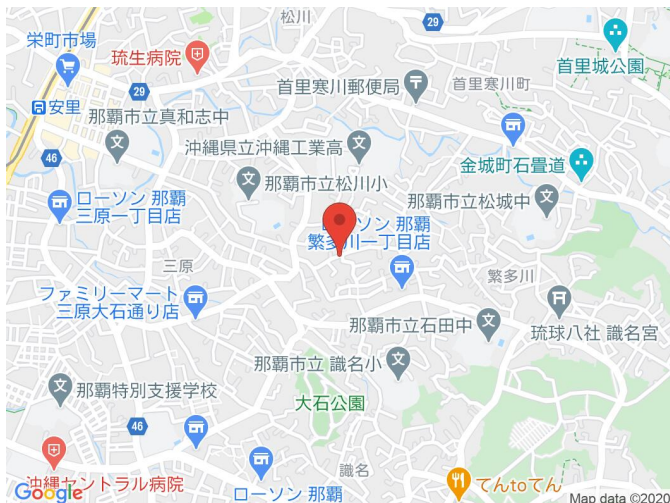 松川
29
栄町市場
琉生病院
首里城公園
首里寒川郵便局
首里寒川町
29
安里
那覇市立真和志中
沖縄県立沖縄工業高
金城町石畳道
46
那覇市立松川小
那覇市立松城中
ローソン 那覇
三原一丁目店
ーソン 那覇
繁多川一丁目店
三原
繁多川
ファミリーマート
三原大石通り店
那覇市立石田中
琉球八社 識名宮
那覇市立 識名小
那覇特別支援学校
大石公園
46
識名
沖縄セントラル病院
てんtoてん
ローソン 那覇
Google
Map data ©2020